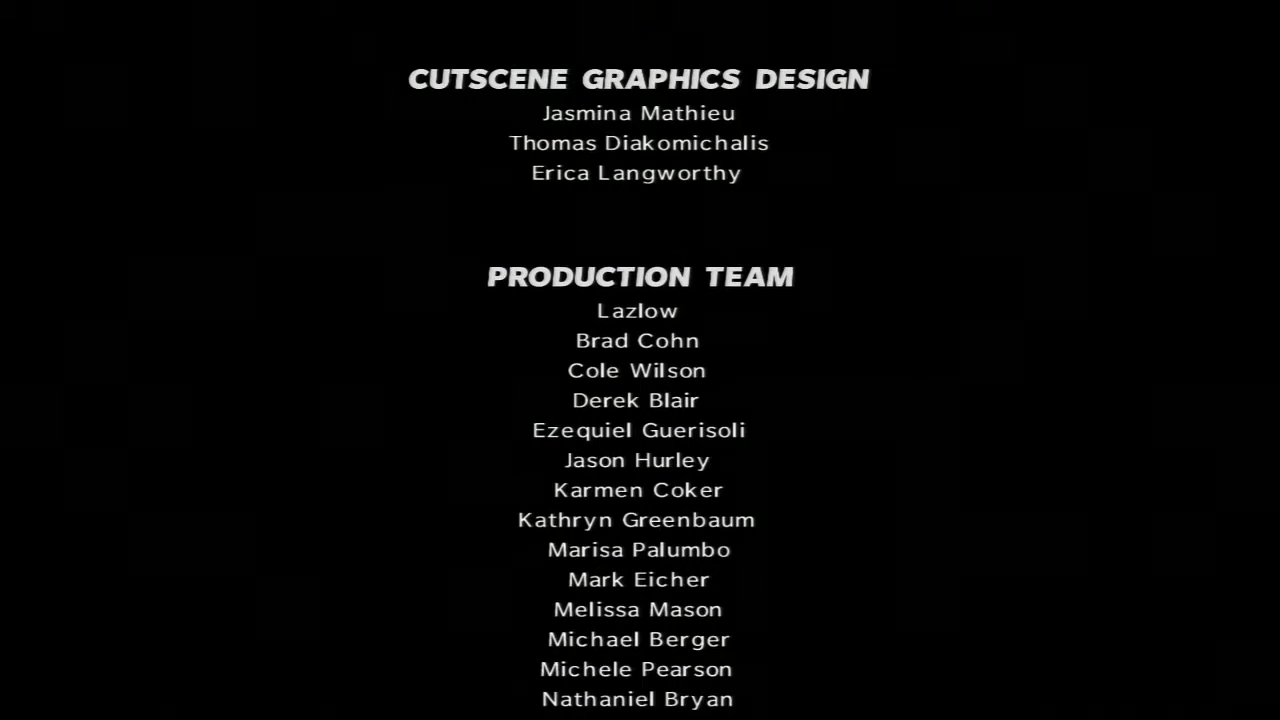 CUTSCENE GRAPHICS DESIGN
Jasmina Mathieu
Thomas Diakomichalis
Erica Langworthy
PRODUCTION TEAM
Lazlow
Brad Cohn
Cole Wilson
Derek Blair
Ezequiel Guerisoli
Jason Hurley
Karmen Coker
Kathryn Greenbaum
Marisa Palumbo
Mark Eicher
Melissa Mason
Michael Berger
Michele Pearson
Nathaniel Bryan